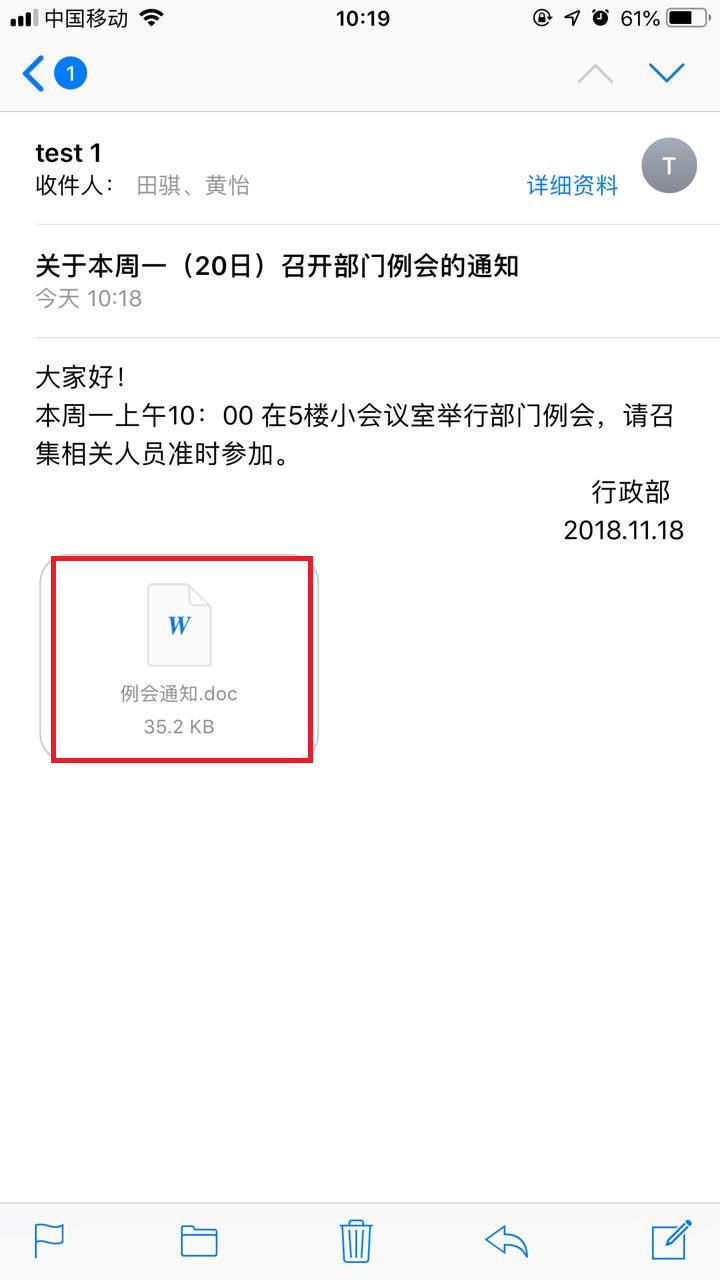 中国移动 10:19 61%
1
test 1
T
收件人： 田骐、黄怡 详细资料
关于本周一（20日）召开部门例会的通知
今天 10:18
大家好！
本周一上午10：00 在5楼小会议室举行部门例会，请召
集相关人员准时参加。
行政部
2018.11.18
W
例会通知.doc
35.2 KB